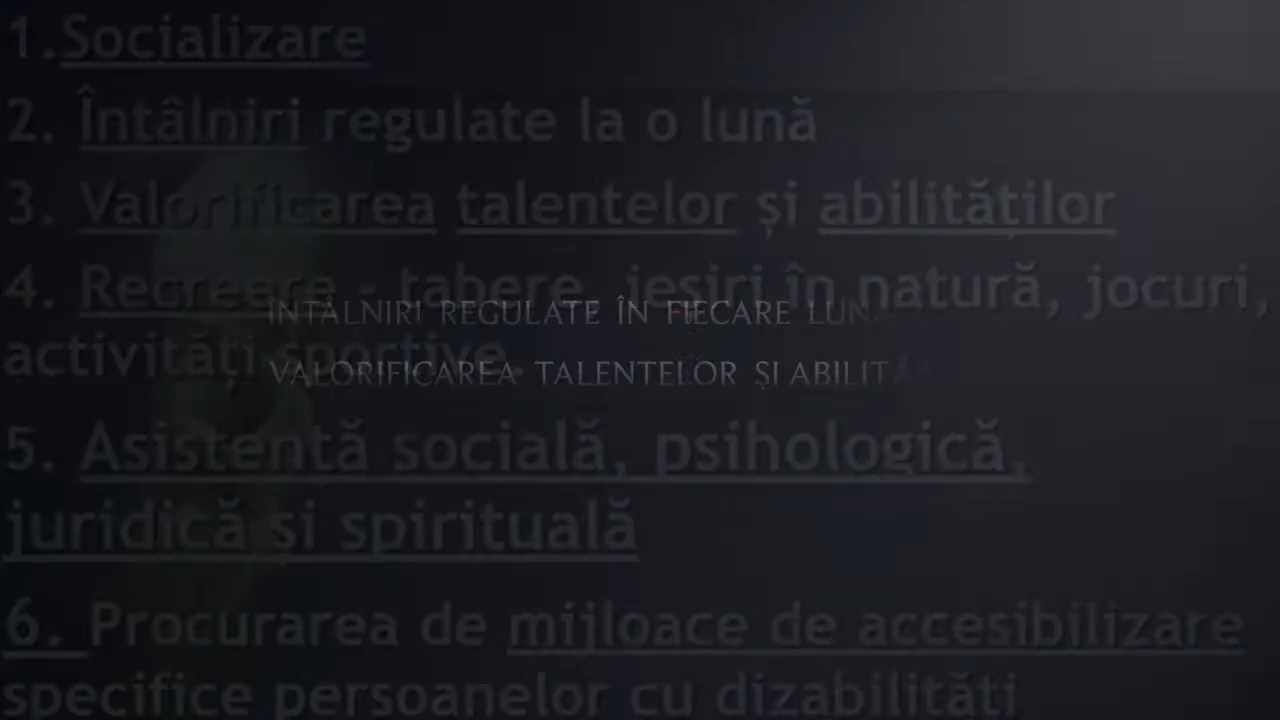 1.Socializare
2. Întâlniri regulate la o lună
3. Valorificarea talentelor și abilităților
4. Recreere - tabere, ieșiri în natură, jocuri,
ÎNTÂLNIRI REGULATE ÎN FIECARE LUNĂ
activități sportive.
VALORIFICAREA TALENTELOR ȘI
5. Asistență socială, psihologică,
juridică și spirituală
6. Procurarea de mijloace de accesibilizare
specifice persoanelor cu dizabilități